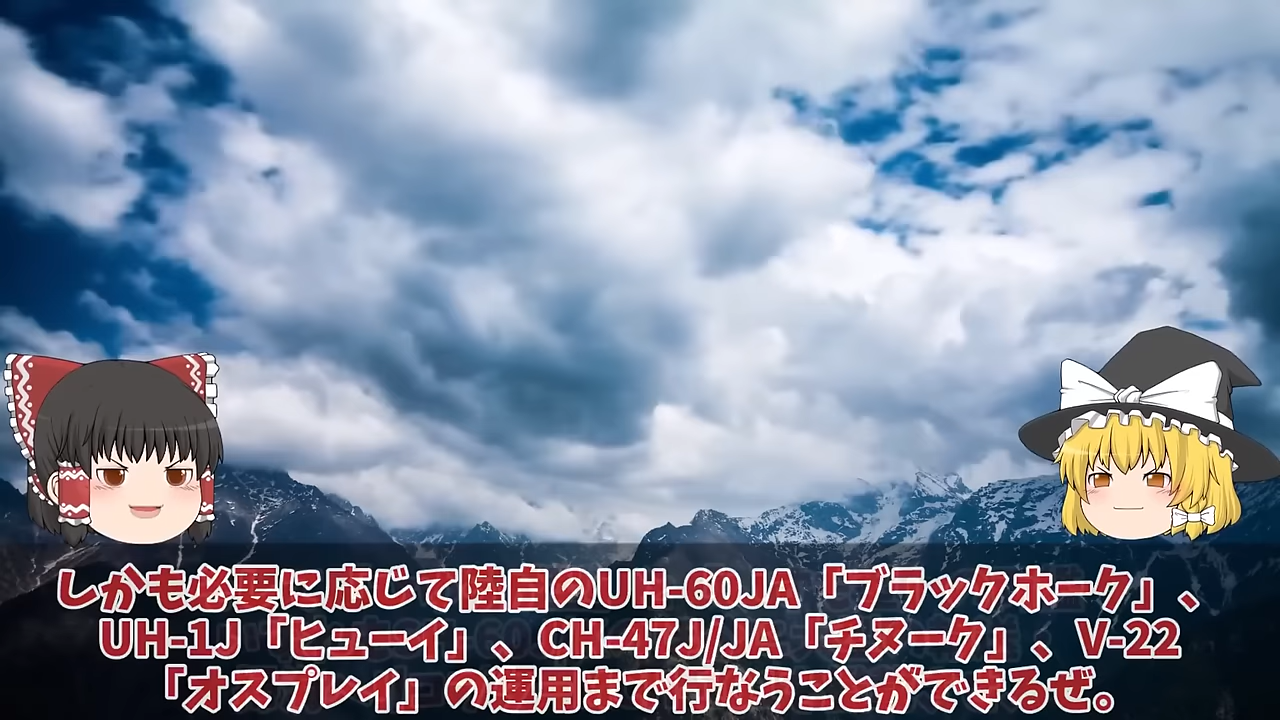 しかも必要に応じて陸自のUH-60JA「ブラックホーク」、
UH-1J「ヒューイ」、CH-47J/JA「チヌーク」、V-22
「オスプレイ」の運用まで行なうことができるぜ。